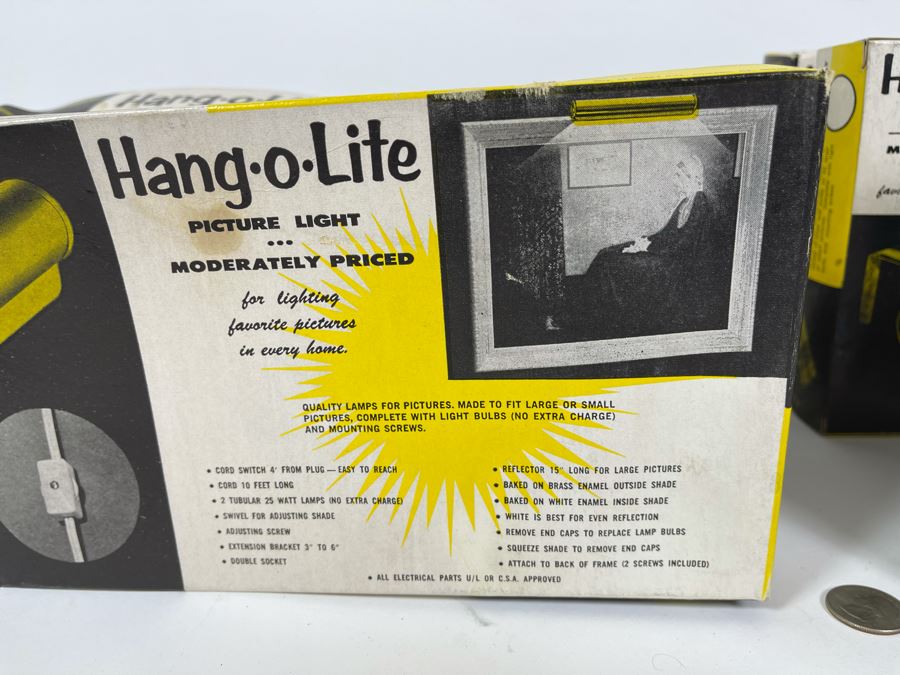 Hang-o-L
Hang·o·Lite
PICTURE LIGHT
...
MODERATELY PRICED
for lighting
favorite pictures
in every home.
QUALITY LAMPS FOR PICTURES. MADE TO FIT LARGE OR SMALL
PICTURES, COMPLETE WITH LIGHT BULBS (NO EXTRA CHARGE)
AND MOUNTING SCREWS.
• CORD SWITCH 4' FROM PLUG — EASY TO REACH
• CORD 10 FEET LONG
• 2 TUBULAR 25 WATT LAMPS (NO EXTRA CHARGE)
• SWIVEL FOR ADJUSTING SHADE
• ADJUSTING SCREW
• EXTENSION BRACKET 3" TO 6"
• DOUBLE SOCKET
• REFLECTOR 15" LONG FOR LARGE PICTURES
• BAKED ON BRASS ENAMEL OUTSIDE SHADE
• BAKED ON WHITE ENAMEL INSIDE SHADE
• WHITE IS BEST FOR EVEN REFLECTION
• REMOVE END CAPS TO REPLACE LAMP BULBS
• SQUEEZE SHADE TO REMOVE END CAPS
• ATTACH TO BACK OF FRAME (2 SCREWS INCLUDED)
• ALL ELECTRICAL PARTS U/L OR C.S.A. APPROVED
H
M
favo